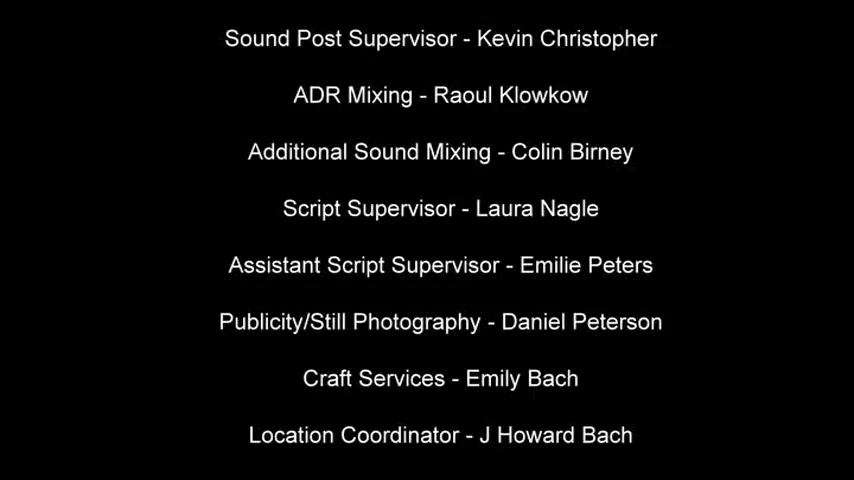 Sound Post Supervisor - Kevin Christopher
ADR Mixing - Raoul Klowkow
Additional Sound Mixing - Colin Birney
Script Supervisor - Laura Nagle
Assistant Script Supervisor - Emilie Peters
Publicity/Still Photography - Daniel Peterson
Craft Services - Emily Bach
Location Coordinator - J Howard Bach